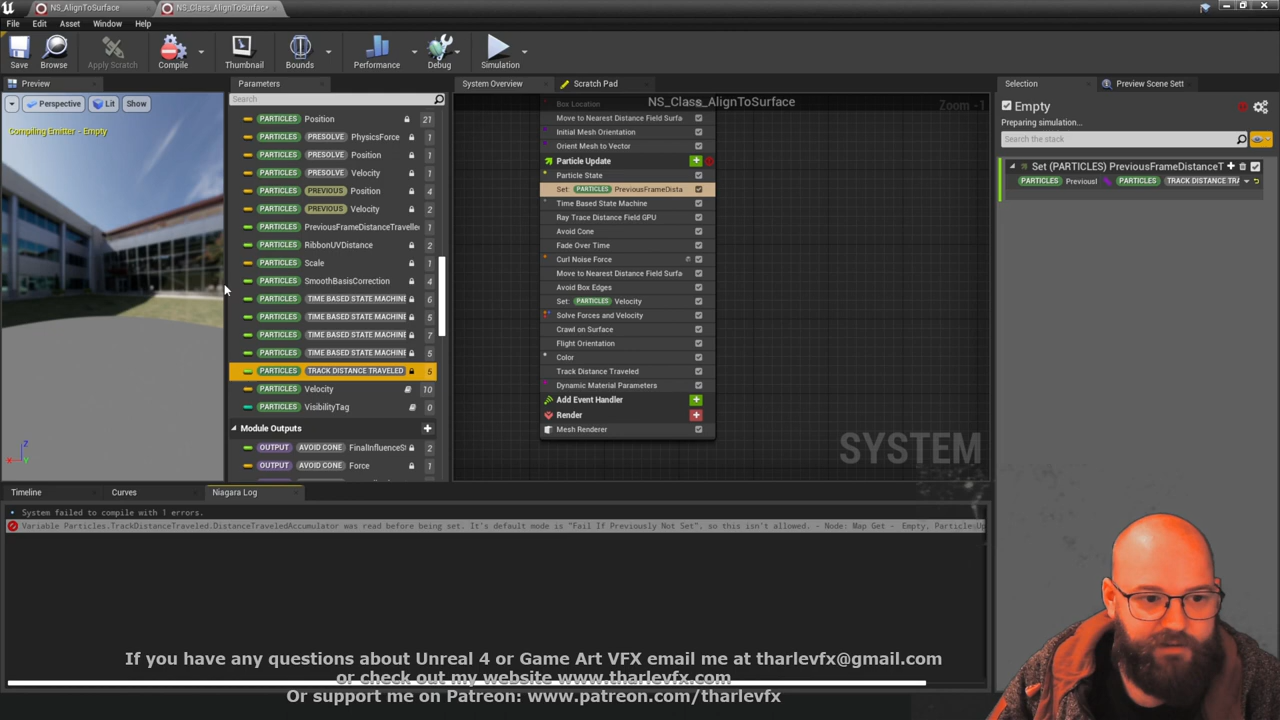 NS_AlignToSurface
NS_Class_AlignToSurface*
File Edit Asset Window Help
Save Browse Apply Scratch Compile Thumbnail Bounds Performance Debug Simulation
Preview
Perspective Lit Show
Compiling Emitter - Empty
Z
Parameters
Search
PARTICLES Position 21
PARTICLES PRESOLVE PhysicsForce 1
PARTICLES PRESOLVE Position 1
PARTICLES PRESOLVE Velocity 1
PARTICLES PREVIOUS Position 4
PARTICLES PREVIOUS Velocity 2
PARTICLES PreviousFrameDistanceTravelle 1
PARTICLES RibbonUVDistance 2
PARTICLES Scale 1
PARTICLES SmoothBasisCorrection 4
PARTICLES TIME BASED STATE MACHINE 6
PARTICLES TIME BASED STATE MACHINE 5
PARTICLES TIME BASED STATE MACHINE 7
PARTICLES TIME BASED STATE MACHINE 5
PARTICLES TRACK DISTANCE TRAVELED 5
PARTICLES Velocity 10
PARTICLES VisibilityTag 0
Module Outputs
OUTPUT AVOID CONE FinalInfluenceS 2
OUTPUT AVOID CONE Force 1
System Overview Scratch Pad
NS_Class_AlignToSurface
Zoom -1
Box Location
Move to Nearest Distance Field Surfa
Initial Mesh Orientation
Orient Mesh to Vector
Particle Update
Particle State
Set: PARTICLES PreviousFrameDista
Time Based State Machine
Ray Trace Distance Field GPU
Avoid Cone
Fade Over Time
Curl Noise Force
Move to Nearest Distance Field Surfa
Avoid Box Edges
Set: PARTICLES Velocity
Solve Forces and Velocity
Crawl on Surface
Flight Orientation
Color
Track Distance Traveled
Dynamic Material Parameters
Add Event Handler
Render
Mesh Renderer
SYSTEM
Selection Preview Scene Sett
Empty
Preparing simulation...
Search the stack
Set (PARTICLES) PreviousFrameDistanceT
PARTICLES Previousl PARTICLES TRACK DISTANCE TRA
Timeline Curves Niagara Log
System failed to compile with 1 errors.
Variable Particles.TrackDistanceTraveled.DistanceTraveledAccumulator was read before being set. It's default mode is "Fail If Previously Not Set", so this isn't allowed. - Node: Map Get - Empty, Particle Up
If you have any questions about Unreal 4 or Game Art VFX email me at tharlevfx@gmail.com
or check out my website www.tharlevfx.com
Or support me on Patreon: www.patreon.com/tharlevfx